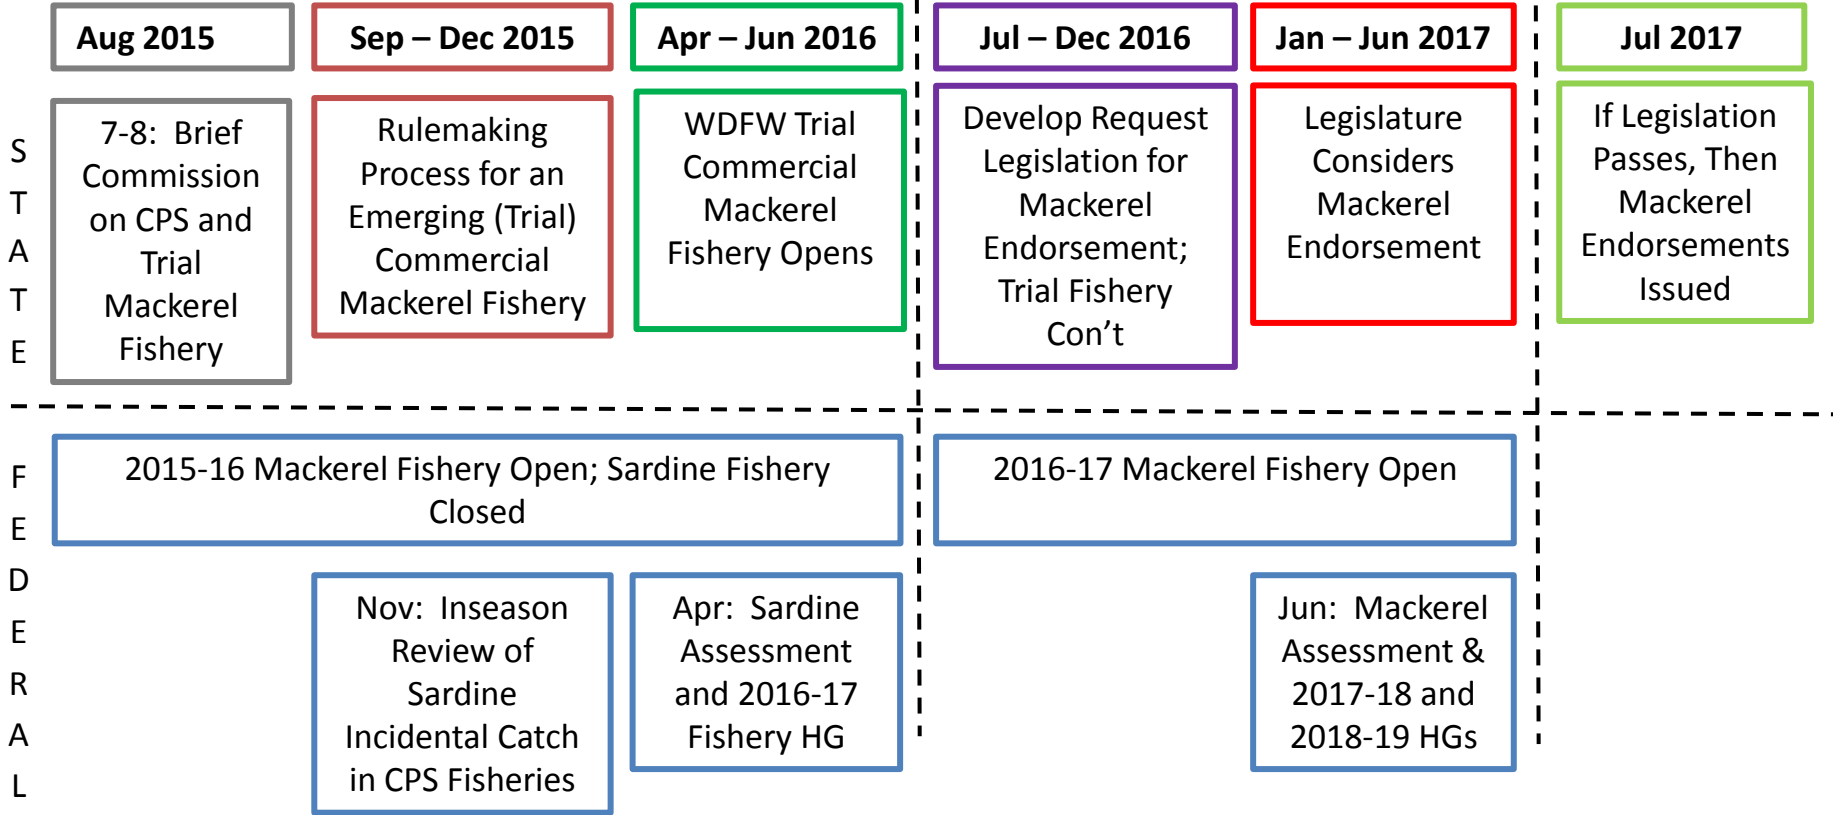 Aug 2015
Sep – Dec 2015
Apr – Jun 2016
Jul – Dec 2016
Jan – Jun 2017
Jul 2017
S
T
A
T
E
7-8: Brief
Commission
on CPS and
Trial
Mackerel
Fishery
Rulemaking
Process for an
Emerging (Trial)
Commercial
Mackerel Fishery
WDFW Trial
Commercial
Mackerel
Fishery Opens
Develop Request
Legislation for
Mackerel
Endorsement;
Trial Fishery
Con’t
Legislature
Considers
Mackerel
Endorsement
If Legislation
Passes, Then
Mackerel
Endorsements
Issued
F
E
D
E
R
A
L
2015-16 Mackerel Fishery Open; Sardine Fishery
Closed
2016-17 Mackerel Fishery Open
Nov: Inseason
Review of
Sardine
Incidental Catch
in CPS Fisheries
Apr: Sardine
Assessment
and 2016-17
Fishery HG
Jun: Mackerel
Assessment &
2017-18 and
2018-19 HGs